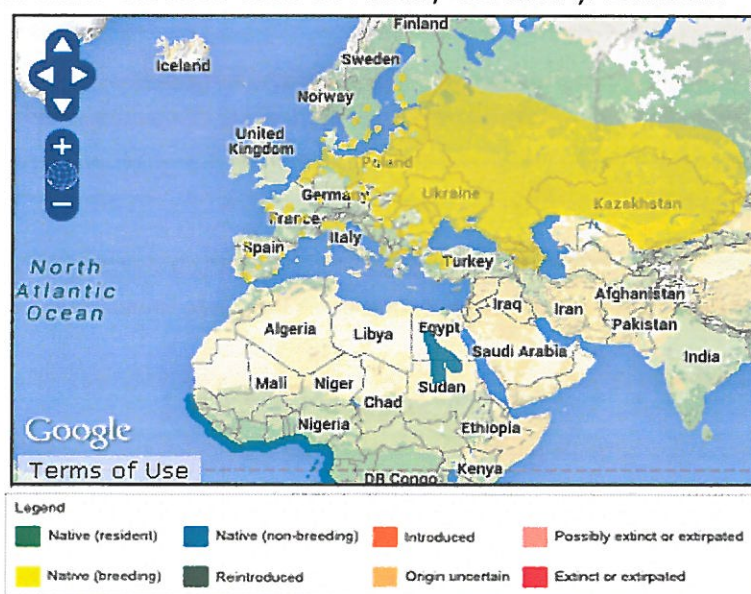 Finland
Sweden
Iceland
Norway
United
Kingdom
Poland
Germany
Ukraine
Kazakhstan
France
Italy
Spain
Turkey
North
Atlantic
Ocean
Afghanistan
Iraq
Iran
Algeria
Libya
Egypt
Pakistan
Saudi Arabia
India
Mali
Niger
Sudan
Chad
Google
Nigeria
Ethiopia
Terms of Use
DR Congo
Kenya
Legend
Native (resident)
Native (non-breeding)
Introduced
Possibly extinct or extirpated
Native (breeding)
Reintroduced
Origin uncertain
Extinct or extirpated